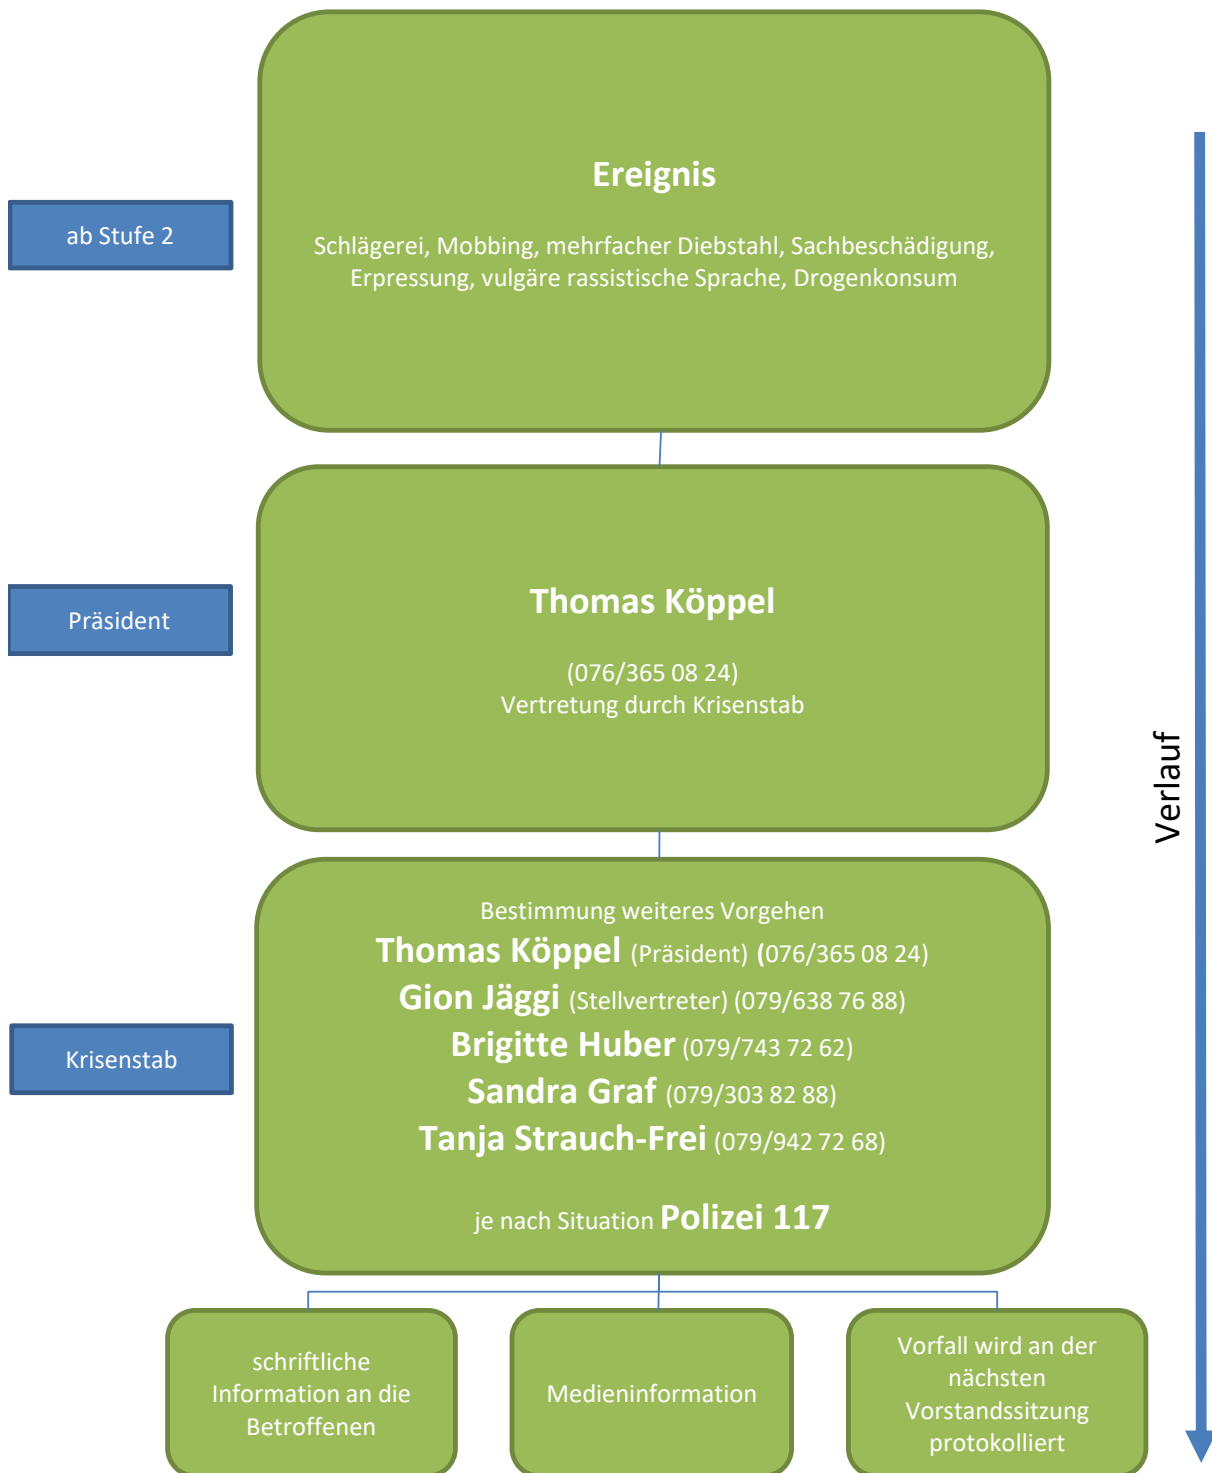 Ereignis
ab Stufe 2
Schlägerei, Mobbing, mehrfacher Diebstahl, Sachbeschädigung,
Erpressung, vulgäre rassistische Sprache, Drogenkonsum
Thomas Köppel
Präsident
(076/365 08 24)
Vertretung durch Krisenstab
Verlauf
Bestimmung weiteres Vorgehen
Thomas Köppel (Präsident) (076/365 08 24)
Gion Jäggi (Stellvertreter) (079/638 76 88)
Brigitte Huber (079/743 72 62)
Krisenstab
Sandra Graf (079/303 82 88)
Tanja Strauch-Frei (079/942 72 68)
je nach Situation Polizei 117
schriftliche
Information an die
Betroffenen
Medieninformation
Vorfall wird an der
nächsten
Vorstandssitzung
protokolliert